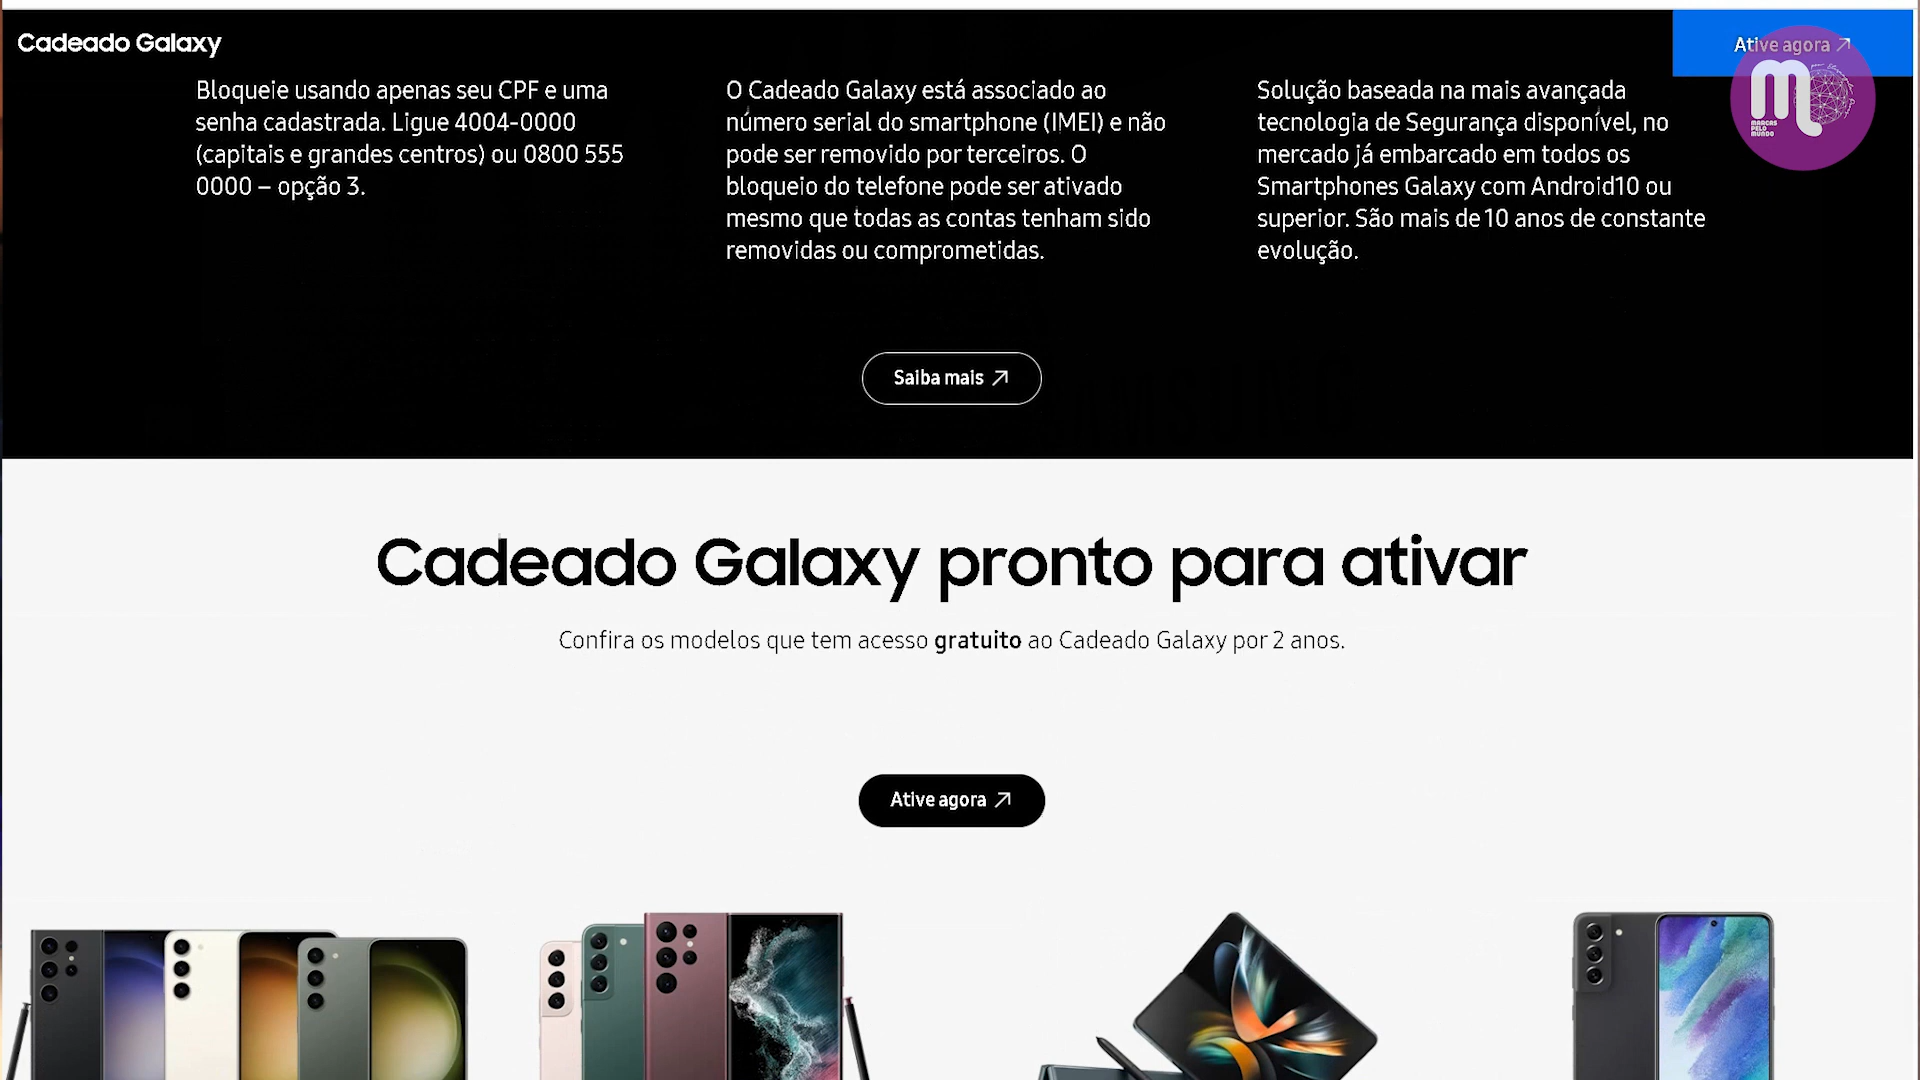 Cadeado Galaxy
Ative agora
MARCAS
PELO
MUNDO
Bloqueie usando apenas seu CPF e uma
senha cadastrada. Ligue 4004-0000
(capitais e grandes centros) ou 0800 555
0000 – opção 3.
O Cadeado Galaxy está associado ao
número serial do smartphone (IMEI) e não
pode ser removido por terceiros. O
bloqueio do telefone pode ser ativado
mesmo que todas as contas tenham sido
removidas ou comprometidas.
Solução baseada na mais avançada
tecnologia de Segurança disponível, no
mercado já embarcado em todos os
Smartphones Galaxy com Android10 ou
superior. São mais de 10 anos de constante
evolução.
Saiba mais
Cadeado Galaxy pronto para ativar
Confira os modelos que tem acesso gratuito ao Cadeado Galaxy por 2 anos.
Ative agora